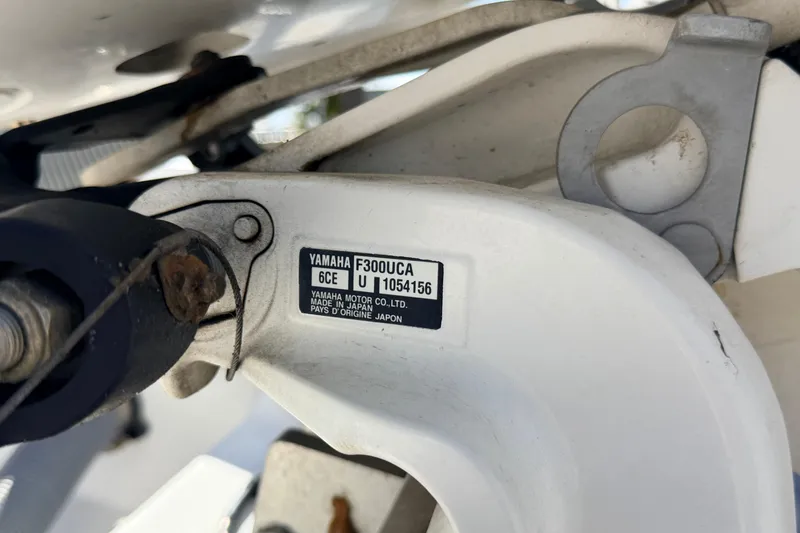 YAMAHA F300UCA
6CE U 1054156
YAMAHA MOTOR CO.,LTD.
MADE IN JAPAN
PAYS D'ORIGINE JAPON